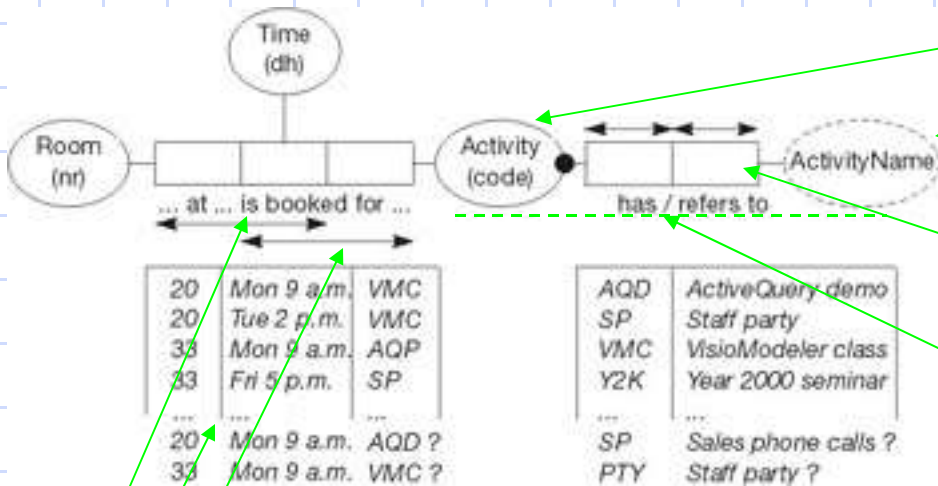 Time
(dh)
Room
(nr)
Activity
(code)
ActivityName
... at ... is booked for ...
has / refers to
20 Mon 9 a.m. VMC
20 Tue 2 p.m. VMC
33 Mon 9 a.m. AQP
33 Fri 5 p.m. SP
... ... ...
20 Mon 9 a.m. AQD ?
33 Mon 9 a.m. VMC ?
AQD ActiveQuery demo
SP Staff party
VMC VisioModeler class
Y2K Year 2000 seminar
... ...
SP Sales phone calls ?
PTY Staff party ?